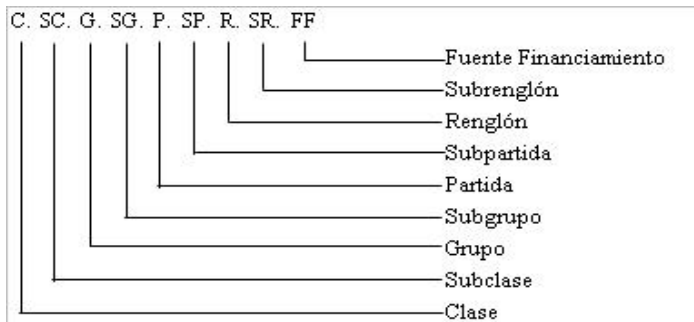 C. SC. G. SG. P. SP. R. SR. FF
Fuente Financiamiento
Subrenglón
Renglón
Subpartida
Partida
Subgrupo
Grupo
Subclase
Clase